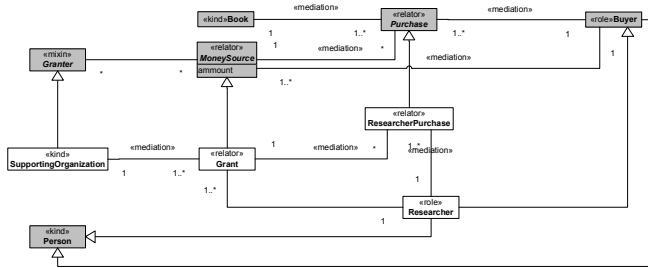 «mediation»
«mediation»
«kind»Book
«relator»
Purchase
«role»Buyer
1
1..*
1..*
1
«mixin»
Granter
«relator»
MoneySource
ammount
1
«mediation»
*
«mediation»
*
*
1..*
1
1
«relator»
ResearcherPurchase
«kind»
SupportingOrganization
«mediation»
1
1..*
«relator»
Grant
1
«mediation»
*
1..*
«mediation»
1..*
1
«role»
Researcher
1
«kind»
Person